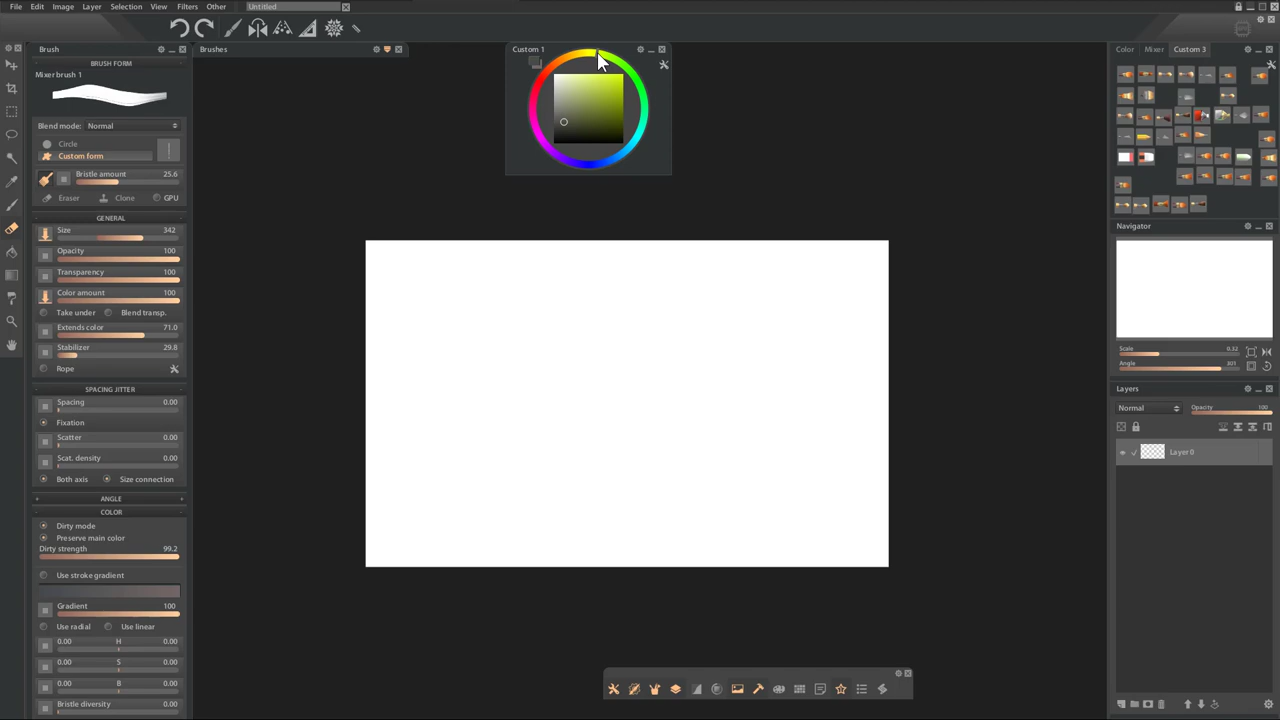 File Edit Image Layer Selection View Filters Other Untitled
Brush
BRUSH FORM
Mixer brush 1
Blend mode: Normal
Circle
Custom form
Bristle amount 25.6
Eraser Clone GPU
GENERAL
Size 342
Opacity 100
Transparency 100
Color amount 100
Take under Blend transp.
Extends color 71.0
Stabilizer 29.8
Rope
SPACING JITTER
Spacing 0.00
Fixation
Scatter 0.00
Scat. density 0.00
Both axis Size connection
ANGLE
COLOR
Dirty mode
Preserve main color
Dirty strength 99.2
Use stroke gradient
Gradient 100
Use radial Use linear
0.00 H 0.00
0.00 S 0.00
0.00 B 0.00
Bristle diversity 0.00
Brushes
Custom 1
Color Mixer Custom 3
Navigator
Scale 0.32
Angle
Layers
Normal Opacity 100
Layer0